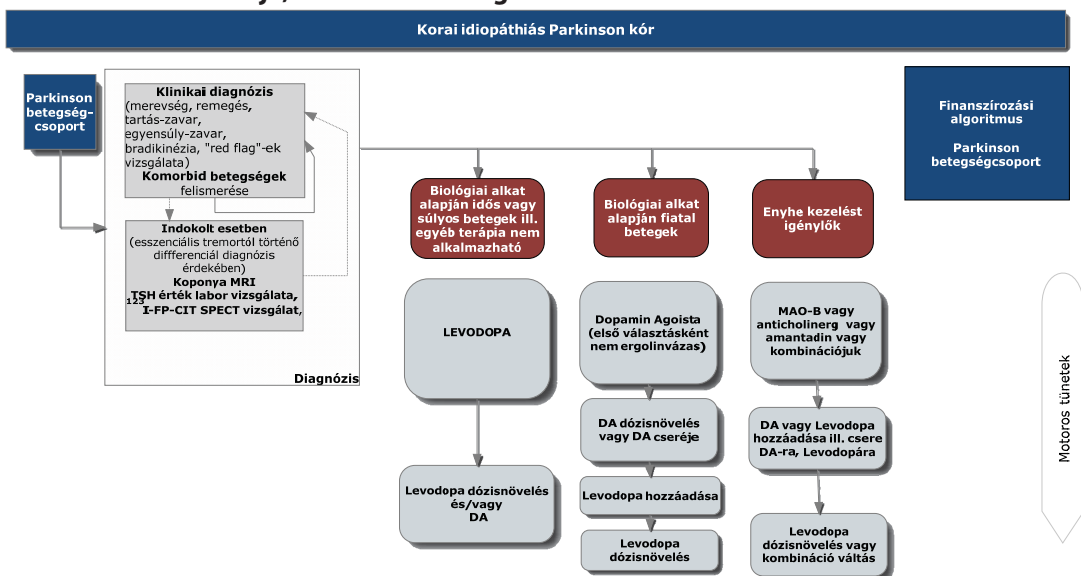 Korai idiopáthiás Parkinson kór
Parkinson
betegség-
csoport
Klinikai diagnózis
(merevség, remegés,
tartás-zavar,
egyensúly-zavar,
bradikinézia, "red flag"-ek
vizsgálata)
Komorbid betegségek
felismerése
Indokolt esetben
(esszenciális tremortól történő
diffferenciál diagnózis
érdekében)
Koponya MRI
TSH érték labor vizsgálata,
123I-FP-CIT SPECT vizsgálat,
Diagnózis
Finanszírozási
algoritmus
Parkinson
betegségcsoport
Biológiai alkat
alapján idős vagy
súlyos betegek ill.
egyéb terápia nem
alkalmazható
Biológiai alkat
alapján fiatal
betegek
Enyhe kezelést
igénylők
LEVODOPA
Dopamin Agoista
(első választásként
nem ergolinvázas)
MAO-B vagy
anticholinerg vagy
amantadin vagy
kombinációjuk
DA dózisnövelés
vagy DA cseréje
DA vagy Levodopa
hozzáadása ill. csere
DA-ra, Levodopára
Levodopa dózisnövelés
és/vagy
DA
Levodopa hozzáadása
Levodopa
dózisnövelés
Levodopa
dózisnövelés vagy
kombináció váltás
Motoros tünetek